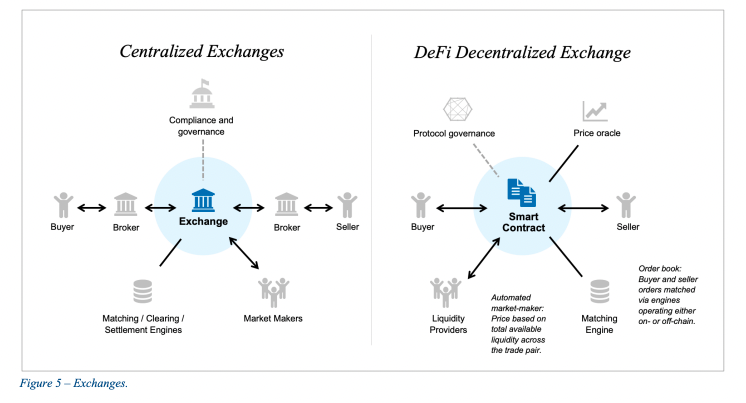 Centralized Exchanges
Compliance and
governance
Buyer
Broker
Exchange
Broker
Seller
Matching / Clearing /
Settlement Engines
Market Makers
DeFi Decentralized Exchange
Protocol governance
Price oracle
Buyer
Smart
Contract
Seller
Liquidity
Providers
Automated
market-maker:
Price based on
total available
liquidity across
the trade pair.
Matching
Engine
Order book:
Buyer and seller
orders matched
via engines
operating either
on- or off-chain.
Figure 5 – Exchanges.